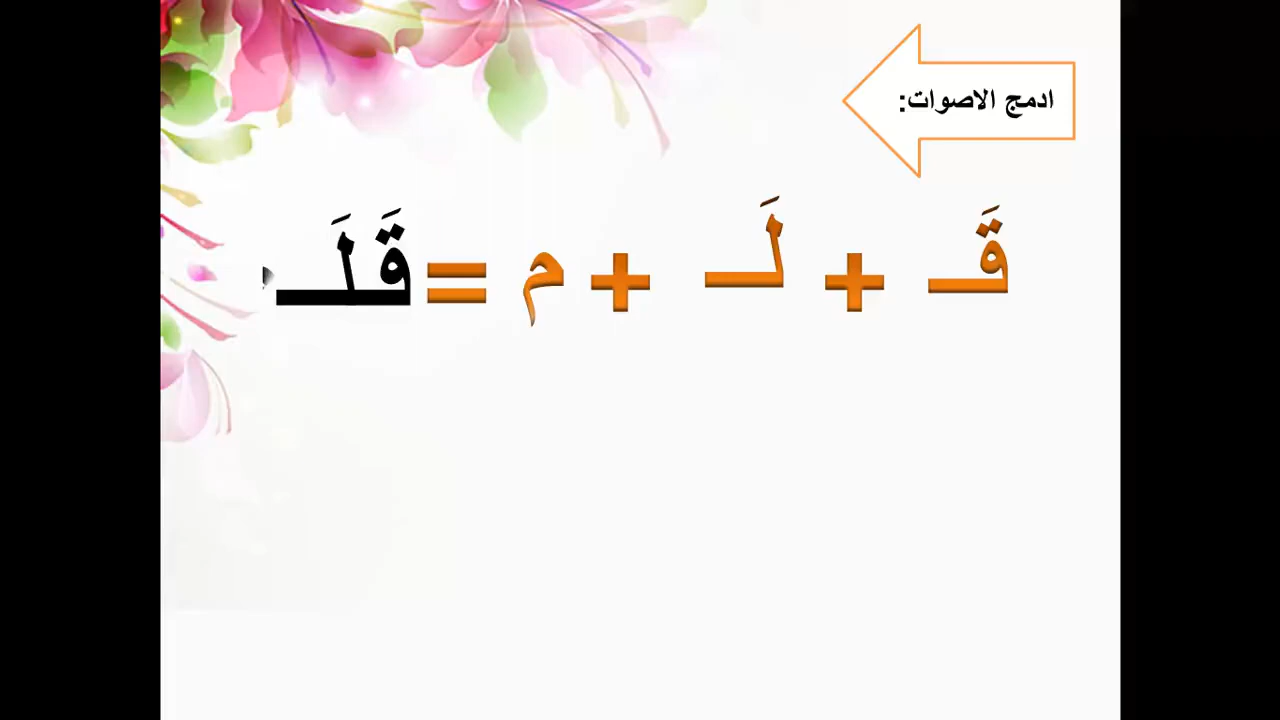 ادمج الاصوات:
قَـ + لَـ + م = قَلَـ